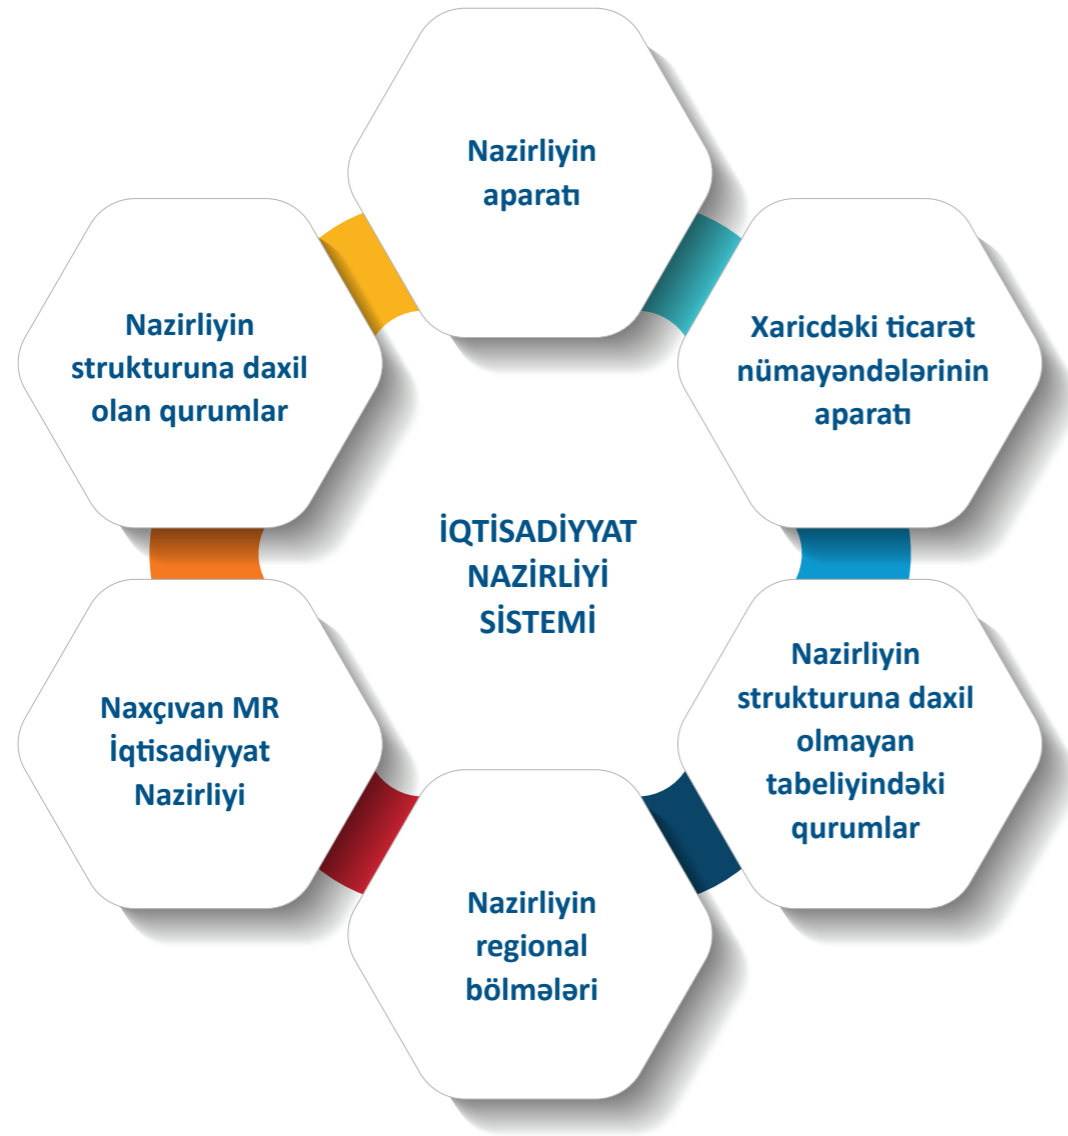 Nazirliyin
aparatı
Nazirliyin
strukturuna daxil
olan qurumlar
Xaricdəki ticarət
nümayəndələrinin
aparatı
İQTİSADİYYAT
NAZİRLİYİ
SİSTEMİ
Naxçıvan MR
İqtisadiyyat
Nazirliyi
Nazirliyin
strukturuna daxil
olmayan
tabeliyindəki
qurumlar
Nazirliyin
regional
bölmələri